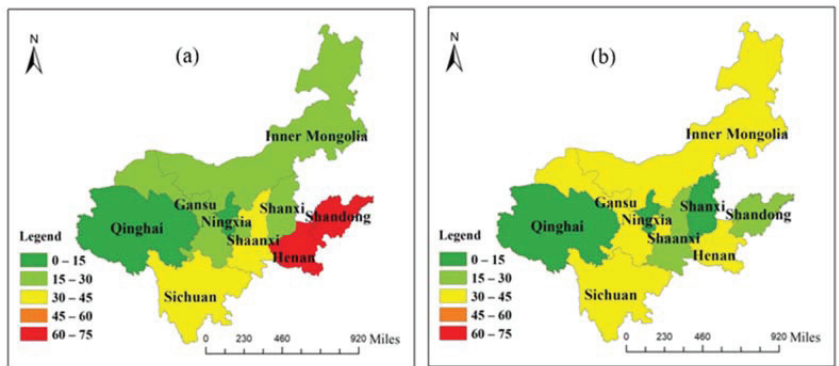 N
(a)
Inner Mongolia
Gansu
Ningxia
Shanxi
Shandong
Qinghai
Shaanxi
Henan
Sichuan
Legend
0 – 15
15 – 30
30 – 45
45 – 60
60 – 75
0 230 460 920 Miles
N
(b)
Inner Mongolia
Gansu
Ningxia
Shanxi
Shandong
Qinghai
Shaanxi
Henan
Sichuan
Legend
0 – 15
15 – 30
30 – 45
45 – 60
60 – 75
0 230 460 920 Miles